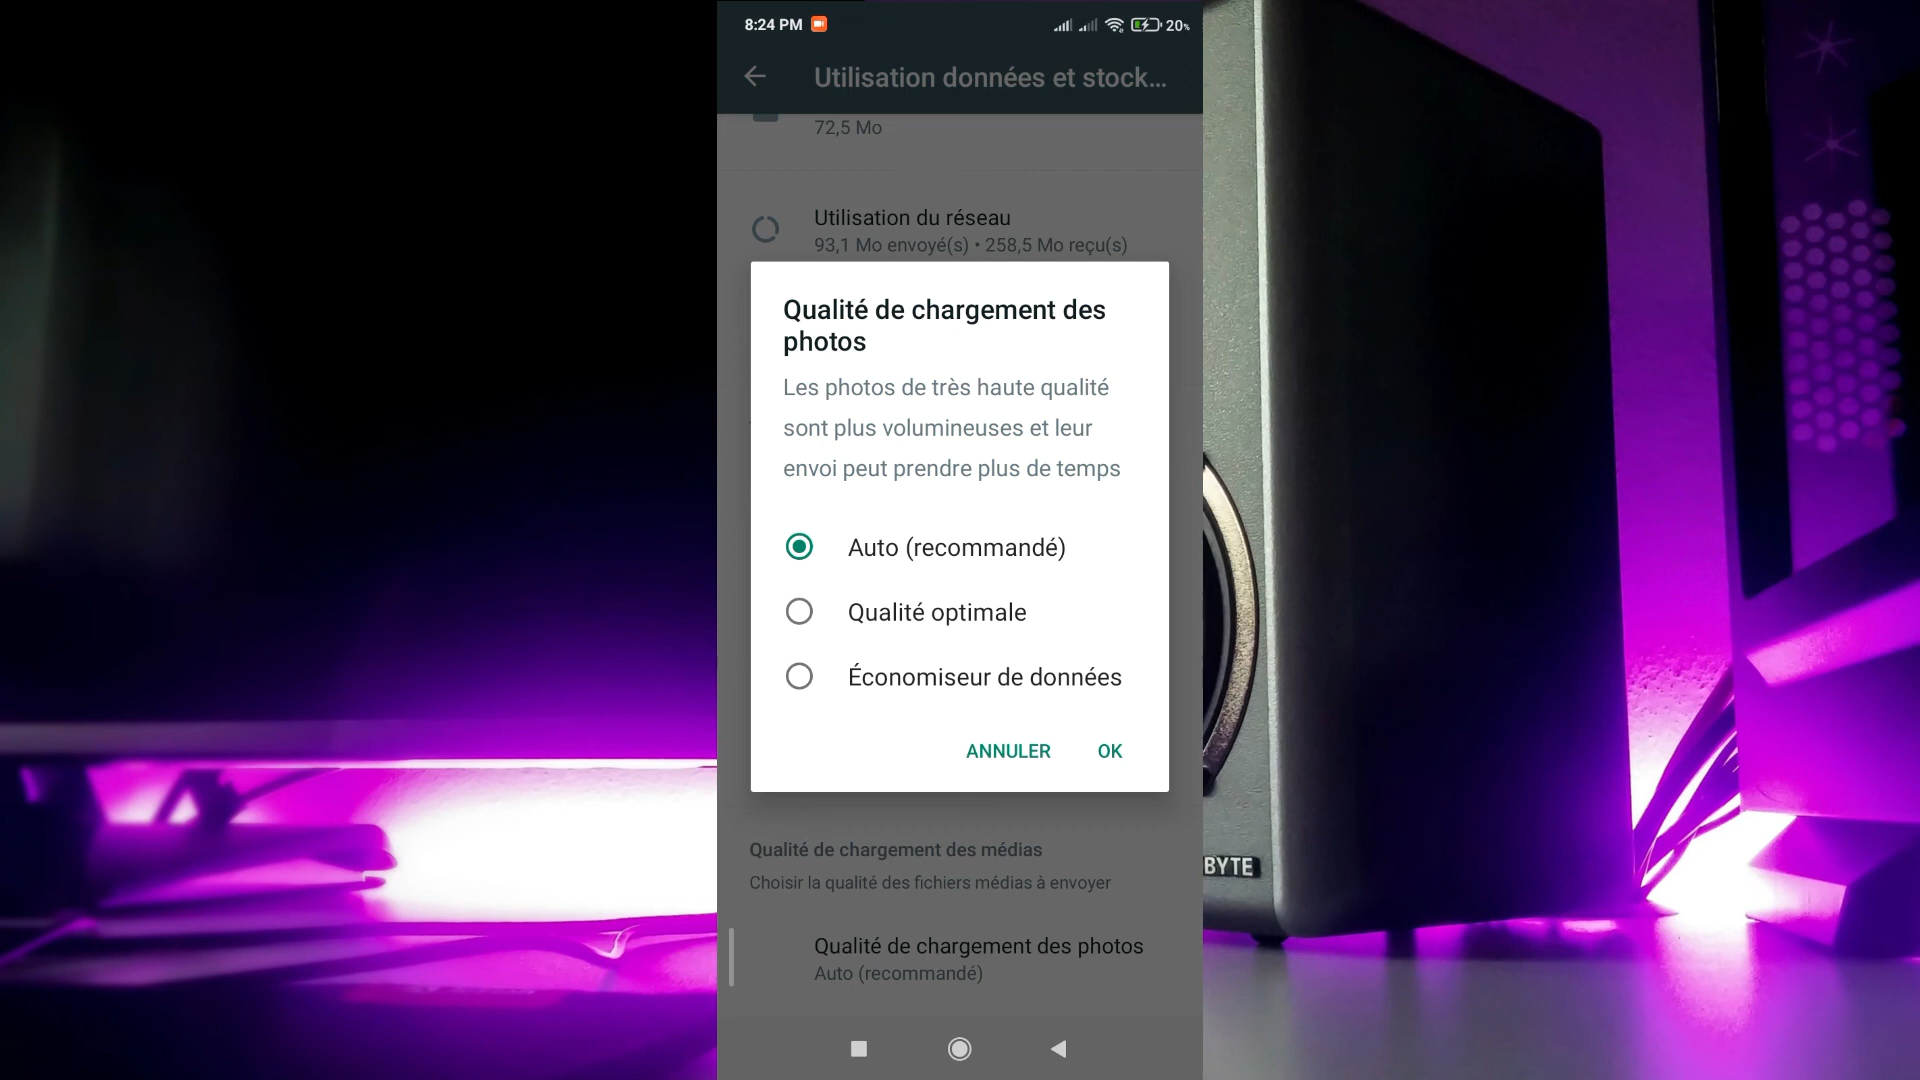 8:24 PM
20%
Utilisation données et stock...
72,5 Mo
Utilisation du réseau
93,1 Mo envoyé(s) • 258,5 Mo reçu(s)
Qualité de chargement des
photos
Les photos de très haute qualité
sont plus volumineuses et leur
envoi peut prendre plus de temps
Auto (recommandé)
Qualité optimale
Économiseur de données
ANNULER
OK
BYTE
Qualité de chargement des médias
Choisir la qualité des fichiers médias à envoyer
Qualité de chargement des photos
Auto (recommandé)